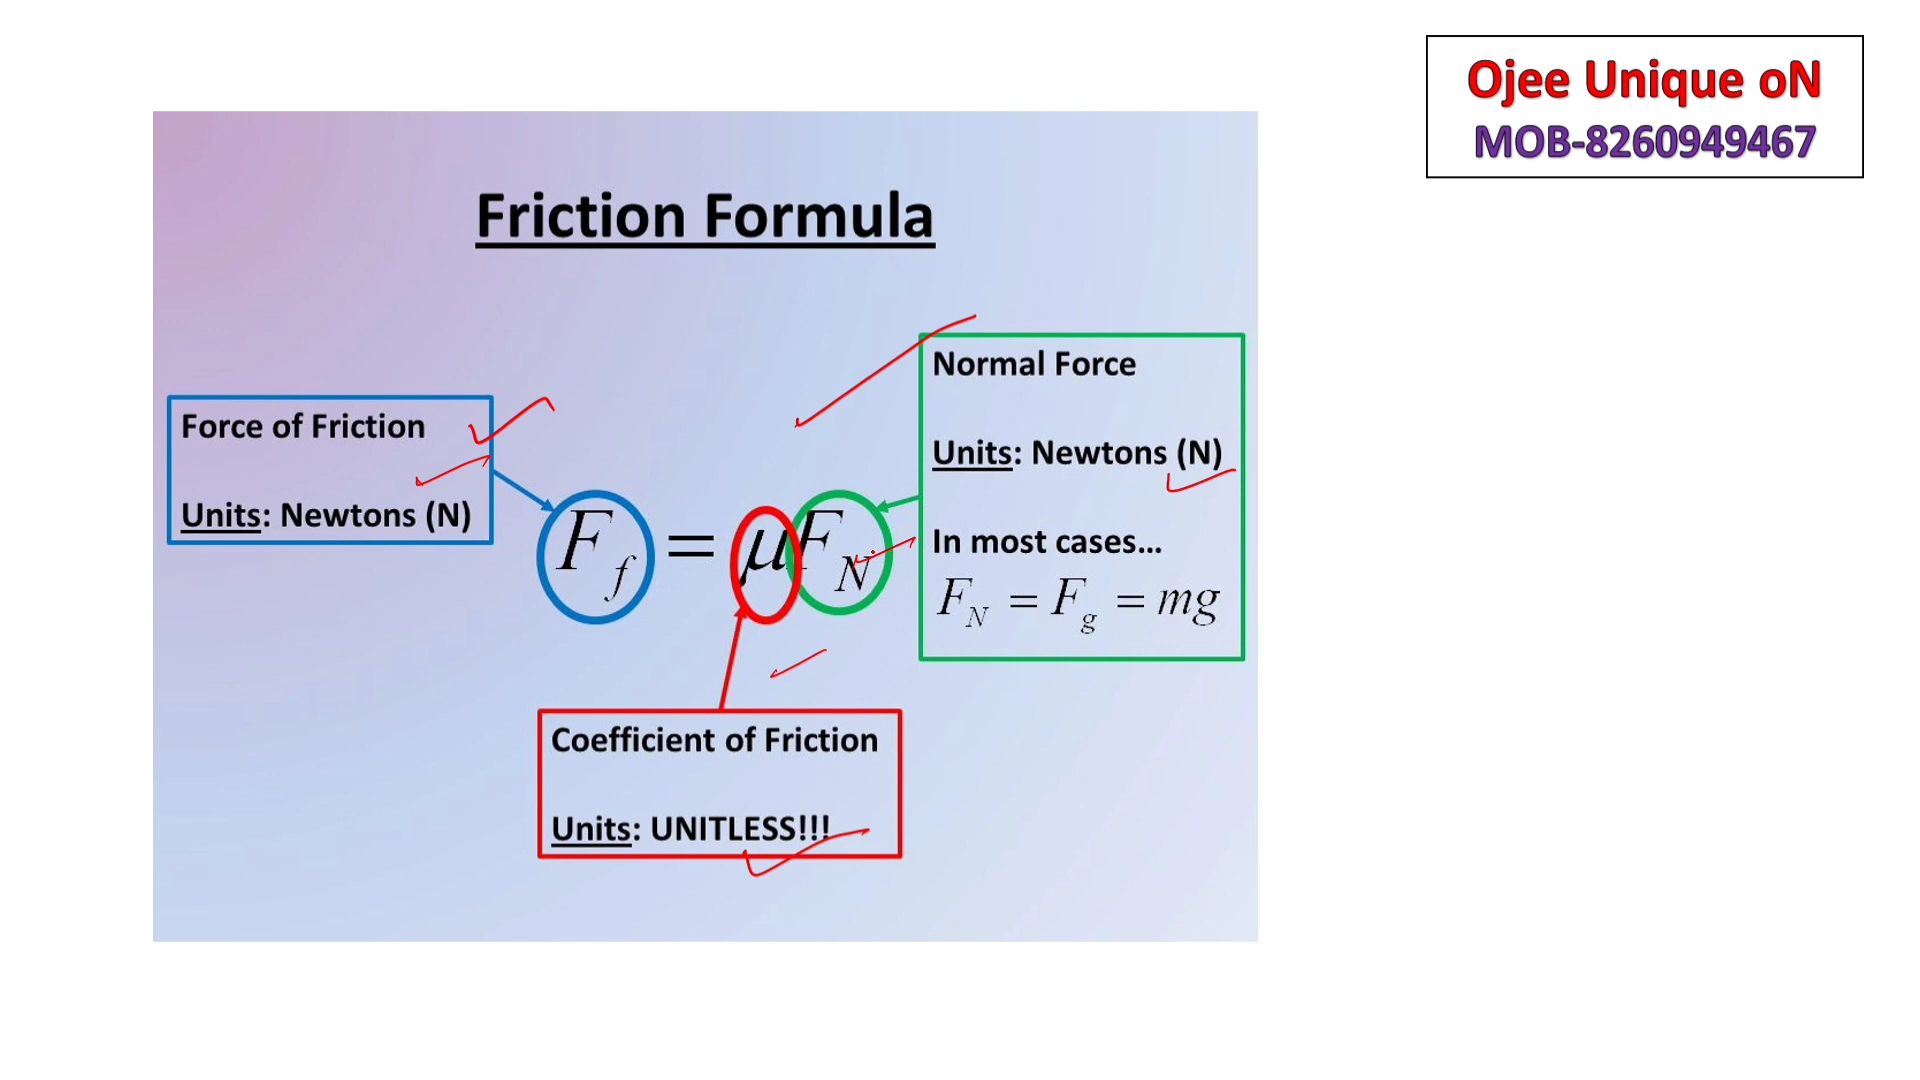 Ojee Unique oN
MOB-8260949467
Friction Formula
Force of Friction
Units: Newtons (N)
F_f = μF_N
Normal Force
Units: Newtons (N)
In most cases...
F_N = F_g = mg
Coefficient of Friction
Units: UNITLESS!!!